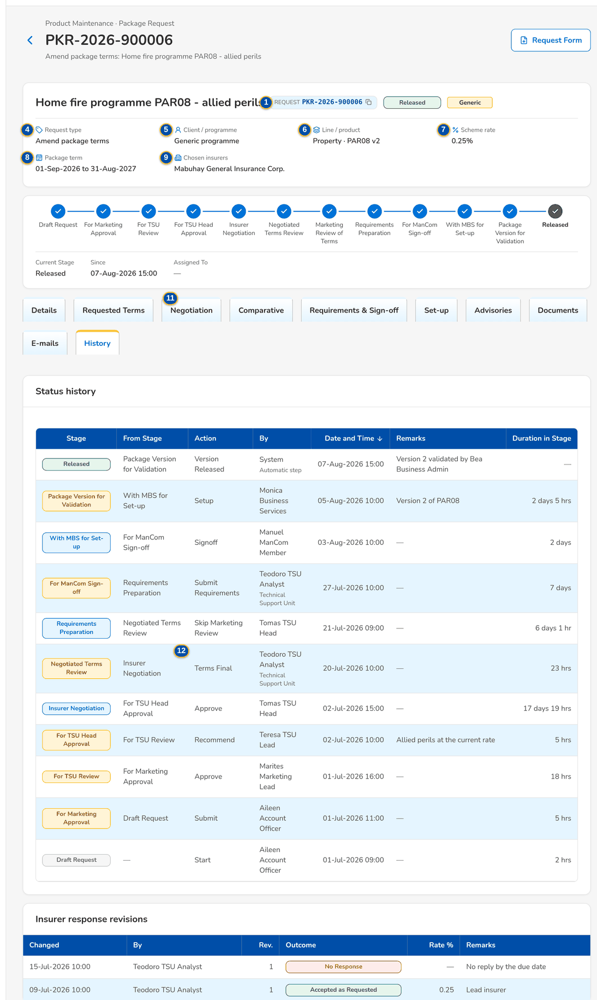 Product Maintenance · Package Request
PKR-2026-900006
Amend package terms: Home fire programme PAR08 - allied perils
Request Form
Home fire programme PAR08 - allied perils
1
REQUEST PKR-2026-900006
Released
Generic
4 Request type
Amend package terms
5 Client / programme
Generic programme
6 Line / product
Property · PAR08 v2
7 Scheme rate
0.25%
8 Package term
01-Sep-2026 to 31-Aug-2027
9 Chosen insurers
Mabuhay General Insurance Corp.
Draft Request
For Marketing
Approval
For TSU
Review
For TSU Head
Approval
Insurer
Negotiation
Negotiated
Terms Review
Marketing
Review of
Terms
Requirements
Preparation
For ManCom
Sign-off
With MBS for
Set-up
Package
Version for
Validation
Released
Current Stage
Released
Since
07-Aug-2026 15:00
Assigned To
—
11
Details
Requested Terms
Negotiation
Comparative
Requirements & Sign-off
Set-up
Advisories
Documents
E-mails
History
Status history
Stage From Stage Action By Date and Time ↓ Remarks Duration in Stage
Released
Package Version
for Validation
Version
Released
System
Automatic step
07-Aug-2026 15:00
Version 2 validated by Bea
Business Admin
—
Package Version for
Validation
With MBS for
Set-up
Setup
Monica
Business
Services
05-Aug-2026 10:00
Version 2 of PAR08
2 days 5 hrs
With MBS for Set-
up
For ManCom
Sign-off
Signoff
Manuel
ManCom
Member
03-Aug-2026 10:00
—
2 days
For ManCom Sign-
off
Requirements
Preparation
Submit
Requirements
Teodoro TSU
Analyst
Technical
Support Unit
27-Jul-2026 10:00
—
7 days
Requirements
Preparation
Negotiated Terms
Review
Skip Marketing
Review
Tomas TSU
Head
21-Jul-2026 09:00
—
6 days 1 hr
12
Negotiated Terms
Review
Insurer
Negotiation
Terms Final
Teodoro TSU
Analyst
Technical
Support Unit
20-Jul-2026 10:00
—
23 hrs
Insurer Negotiation
For TSU Head
Approval
Approve
Tomas TSU
Head
02-Jul-2026 15:00
—
17 days 19 hrs
For TSU Head
Approval
For TSU Review
Recommend
Teresa TSU
Lead
02-Jul-2026 10:00
Allied perils at the current rate
5 hrs
For TSU Review
For Marketing
Approval
Approve
Marites
Marketing
Lead
01-Jul-2026 16:00
—
18 hrs
For Marketing
Approval
Draft Request
Submit
Aileen
Account
Officer
01-Jul-2026 11:00
—
5 hrs
Draft Request
—
Start
Aileen
Account
Officer
01-Jul-2026 09:00
—
2 hrs
Insurer response revisions
Changed By Rev. Outcome Rate % Remarks
15-Jul-2026 10:00 Teodoro TSU Analyst 1 No Response — No reply by the due date
09-Jul-2026 10:00 Teodoro TSU Analyst 1 Accepted as Requested 0.25 Lead insurer